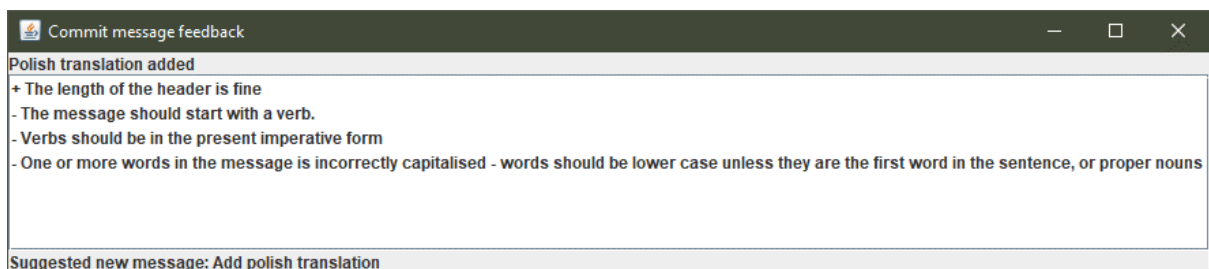 Commit message feedback
Polish translation added
+ The length of the header is fine
- The message should start with a verb.
- Verbs should be in the present imperative form
- One or more words in the message is incorrectly capitalised - words should be lower case unless they are the first word in the sentence, or proper nouns
Suggested new message: Add polish translation